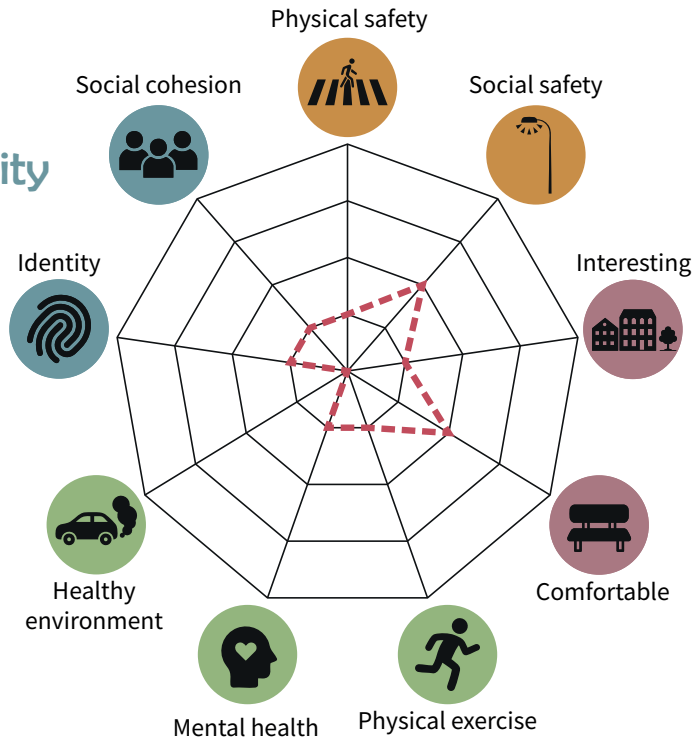 Physical safety
Social cohesion
Social safety
ity
Identity
Interesting
Healthy
environment
Comfortable
Mental health
Physical exercise